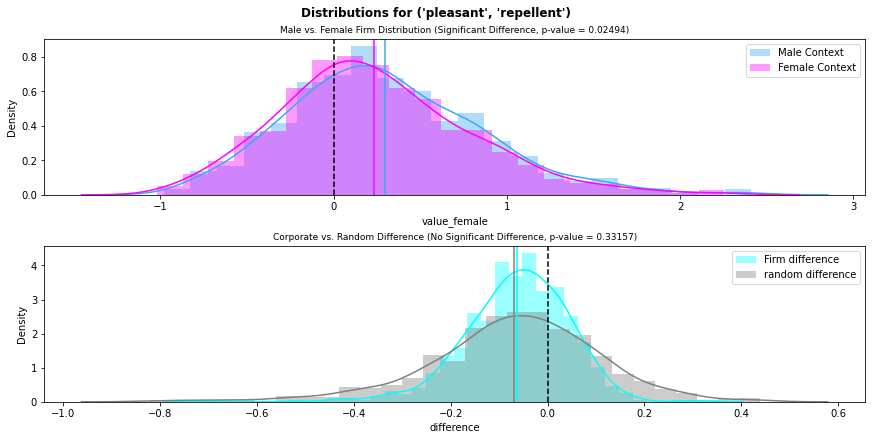 Distributions for ('pleasant', 'repellent')
Male vs. Female Firm Distribution (Significant Difference, p-value = 0.02494)
Male Context
Female Context
Density
0.8
0.6
0.4
0.2
0.0
−1
0
1
2
3
value_female
Corporate vs. Random Difference (No Significant Difference, p-value = 0.33157)
Firm difference
random difference
Density
4
3
2
1
0
−1.0
−0.8
−0.6
−0.4
−0.2
0.0
0.2
0.4
0.6
difference